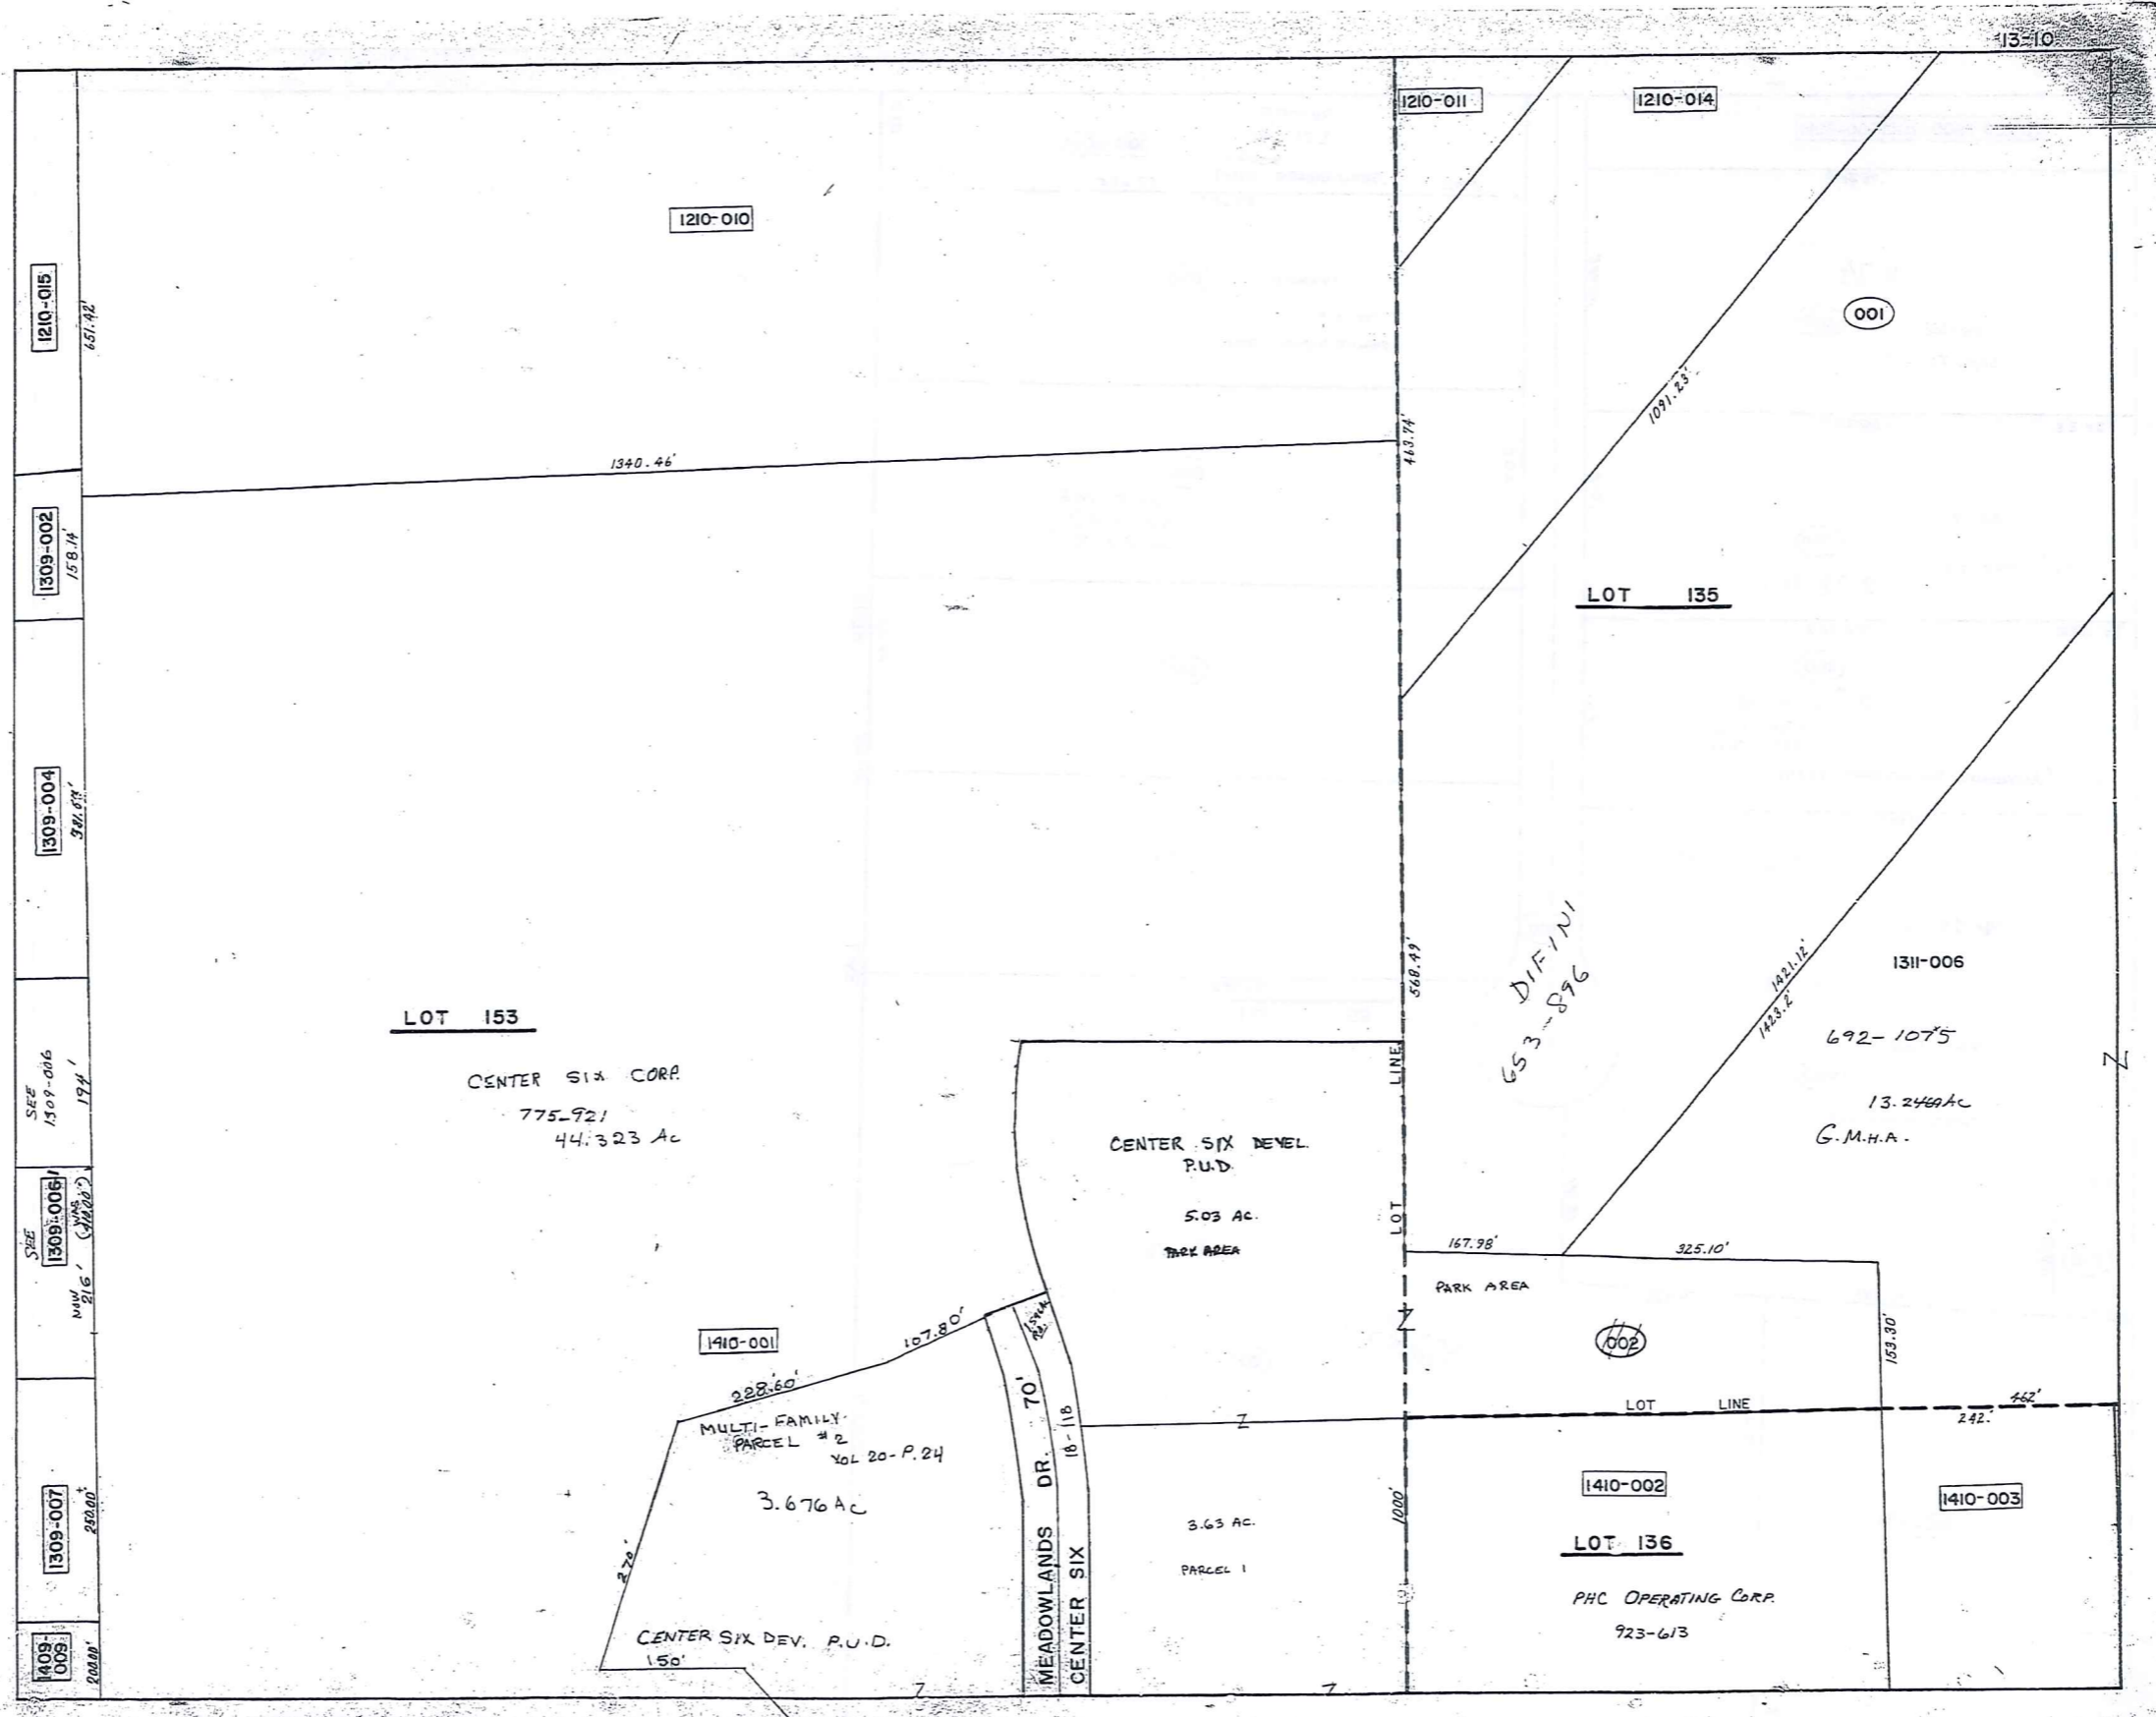 13-10
1210-011
1210-014
1210-010
1210-015
651.42'
001
1091.23'
463.74'
1340.46'
1309-002
158.14'
LOT 135
1309-004
568.49'
DIFINI
653-896
1421.12'
1423.2'
1311-006
692-1075
G.M.H.A.
LOT 153
CENTER SIX CORP.
775-921
44.323 Ac
SEE
1309-006
194'
LOT LINE
CENTER SIX DEVEL.
P.U.D.
5.03 AC.
PARK AREA
SEE
1309-006
NOW
216'
WAS
167.98'
325.10'
PARK AREA
002
153.30'
1410-001
107.80'
228.60'
MULTI-FAMILY
PARCEL #2
VOL 20-P.24
3.676 Ac
270'
CENTER SIX DEV. P.U.D.
150'
MEADOWLANDS DR. 70'
CENTER SIX 18-118
Z
LOT LINE
462'
242.'
1309-007
250.00'
1409-009
200.00'
3.63 AC.
PARCEL 1
1000'
1410-002
1410-003
LOT 136
PHC OPERATING CORP.
923-613